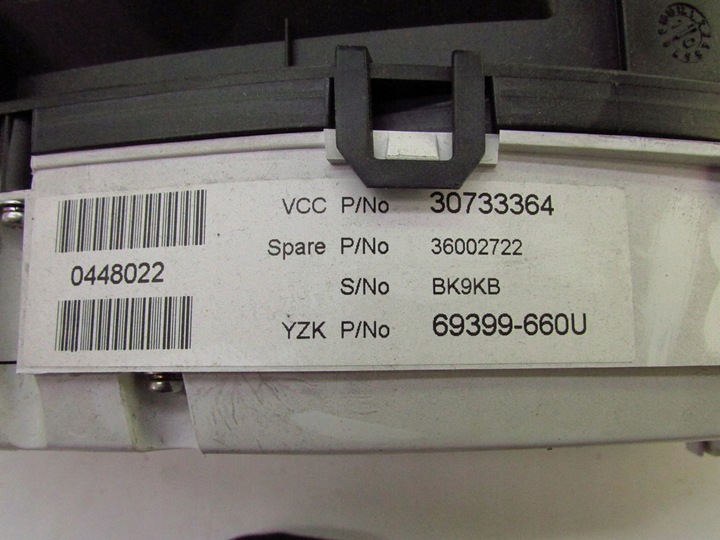 VCC P/No 30733364
Spare P/No 36002722
0448022
S/No BK9KB
YZK P/No 69399-660U